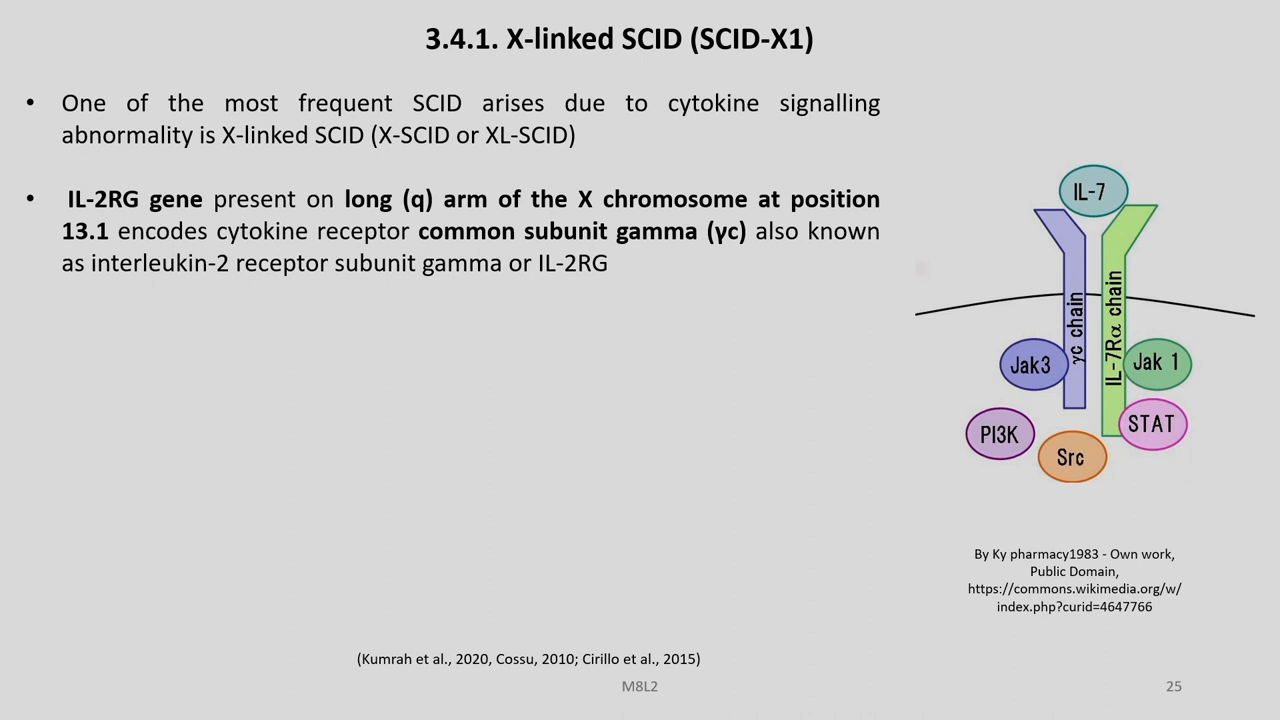 3.4.1. X-linked SCID (SCID-X1)
• One of the most frequent SCID arises due to cytokine signalling
abnormality is X-linked SCID (X-SCID or XL-SCID)
• IL-2RG gene present on long (q) arm of the X chromosome at position
13.1 encodes cytokine receptor common subunit gamma (γc) also known
as interleukin-2 receptor subunit gamma or IL-2RG
IL-7
γc chain
IL-7Rα chain
Jak3
Jak 1
PI3K
STAT
Src
By Ky pharmacy1983 - Own work,
Public Domain,
https://commons.wikimedia.org/w/
index.php?curid=4647766
(Kumrah et al., 2020, Cossu, 2010; Cirillo et al., 2015)
M8L2
25